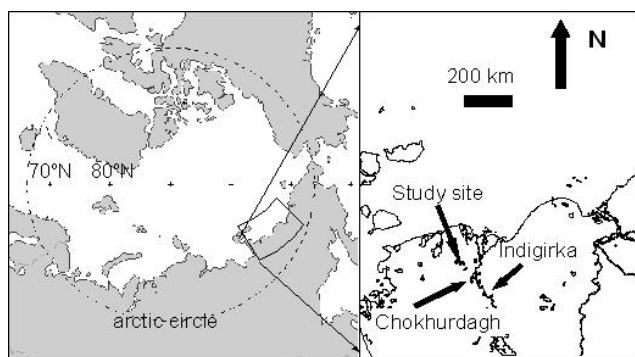 70°N 80°N
arctic-circle
N
200 km
Study site
Indigirka
Chokhurdagh